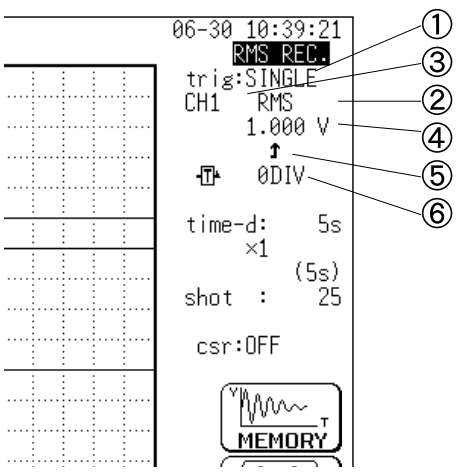 06-30 10:39:21
RMS REC.
trig:SINGLE
CH1 RMS
1.000 V
↑
T 0DIV
time-d: 5s
×1
(5s)
shot : 25
csr:OFF
Y T
MEMORY
①
③
②
④
⑤
⑥